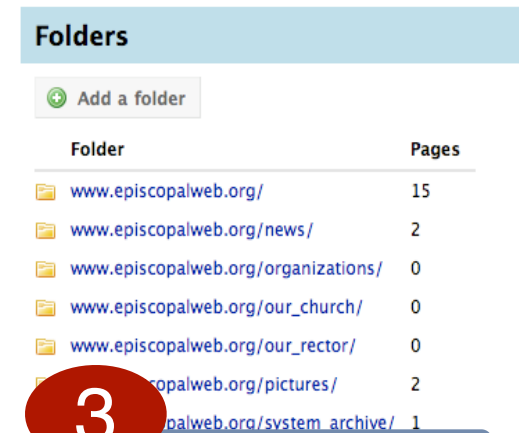 Folders
Add a folder
Folder Pages
www.episcopalweb.org/ 15
www.episcopalweb.org/news/ 2
www.episcopalweb.org/organizations/ 0
www.episcopalweb.org/our_church/ 0
www.episcopalweb.org/our_rector/ 0
opalweb.org/pictures/ 2
3
palweb.org/system_archive/ 1